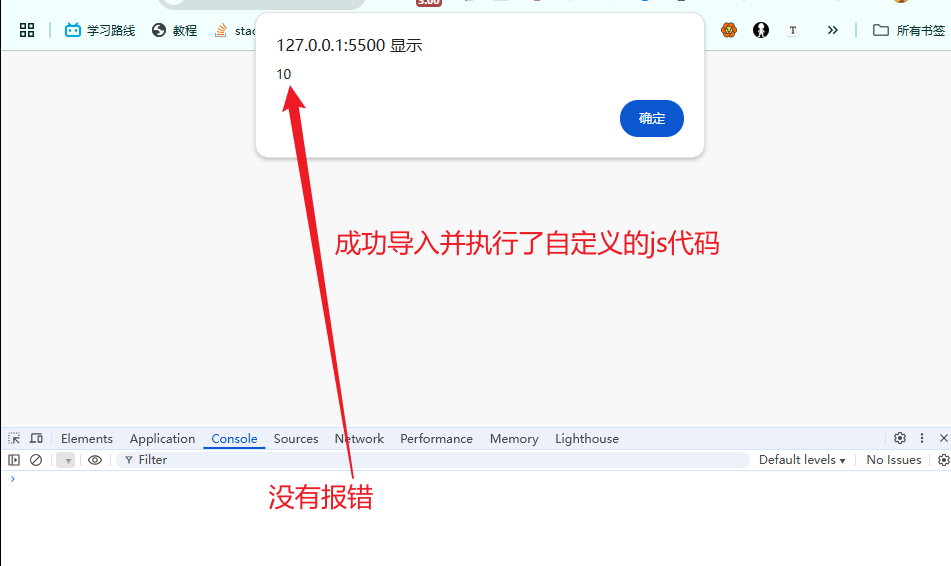 3.00
学习路线
教程
stac
T
»
所有书签
127.0.0.1:5500 显示
10
确定
成功导入并执行了自定义的js代码
Elements Application Console Sources Network Performance Memory Lighthouse
Filter Default levels ▾ No Issues
›
没有报错